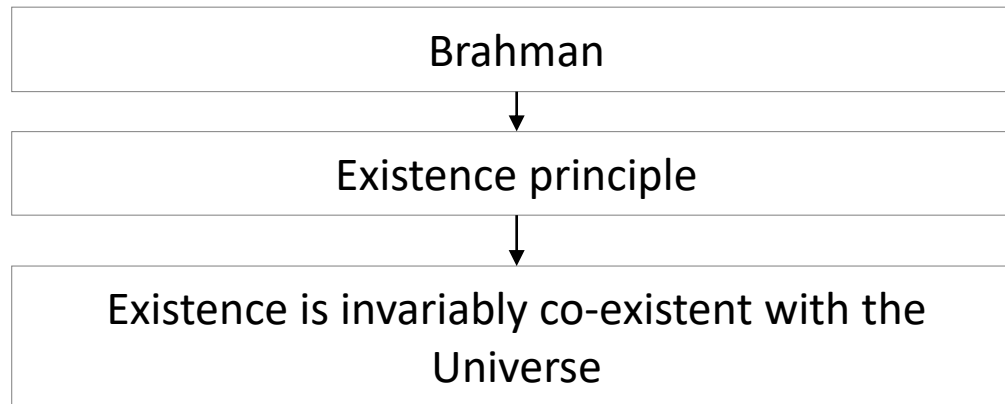 Brahman
Existence principle
Existence is invariably co-existent with the
Universe